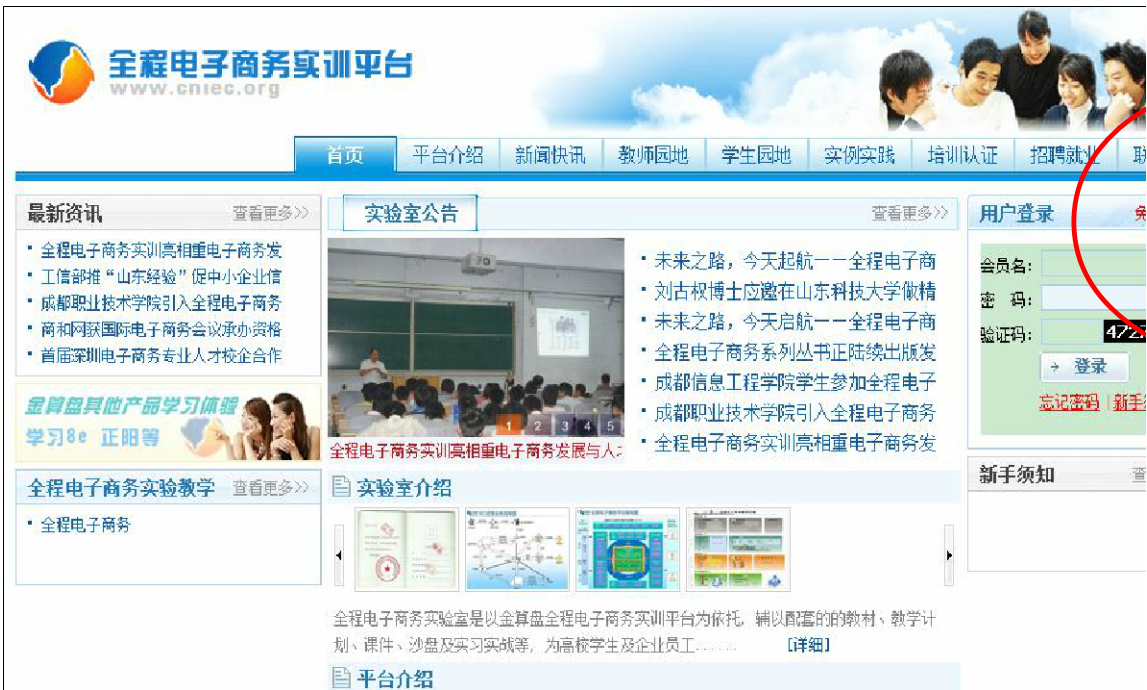 全程电子商务实训平台
www.cniec.org
首页 平台介绍 新闻快讯 教师园地 学生园地 实例实践 培训认证 招聘就业
最新资讯 查看更多>>
全程电子商务实训亮相重电子商务发
工信部推“山东经验”促中小企业信
成都职业技术学院引入全程电子商务
商和网获国际电子商务会议承办资格
首届深圳电子商务专业人才校企合作
金算盘其他产品学习体验
学习8e 正阳等
全程电子商务实验教学 查看更多>>
全程电子商务
实验室公告 查看更多>>
1 2 3 4 5
全程电子商务实训亮相重电子商务发展与人
未来之路，今天起航——全程电子商
刘古权博士应邀在山东科技大学做精
未来之路，今天启航——全程电子商
全程电子商务系列丛书正陆续出版发
成都信息工程学院学生参加全程电子
成都职业技术学院引入全程电子商务
全程电子商务实训亮相重电子商务发
实验室介绍
全程电子商务实验室是以金算盘全程电子商务实训平台为依托，辅以配套的的教材、教学计
划、课件、沙盘及实习实战等，为高校学生及企业员工...... [详细]
平台介绍
用户登录 免
会员名：
密 码：
验证码： 472
登录
忘记密码 | 新手
新手须知 查